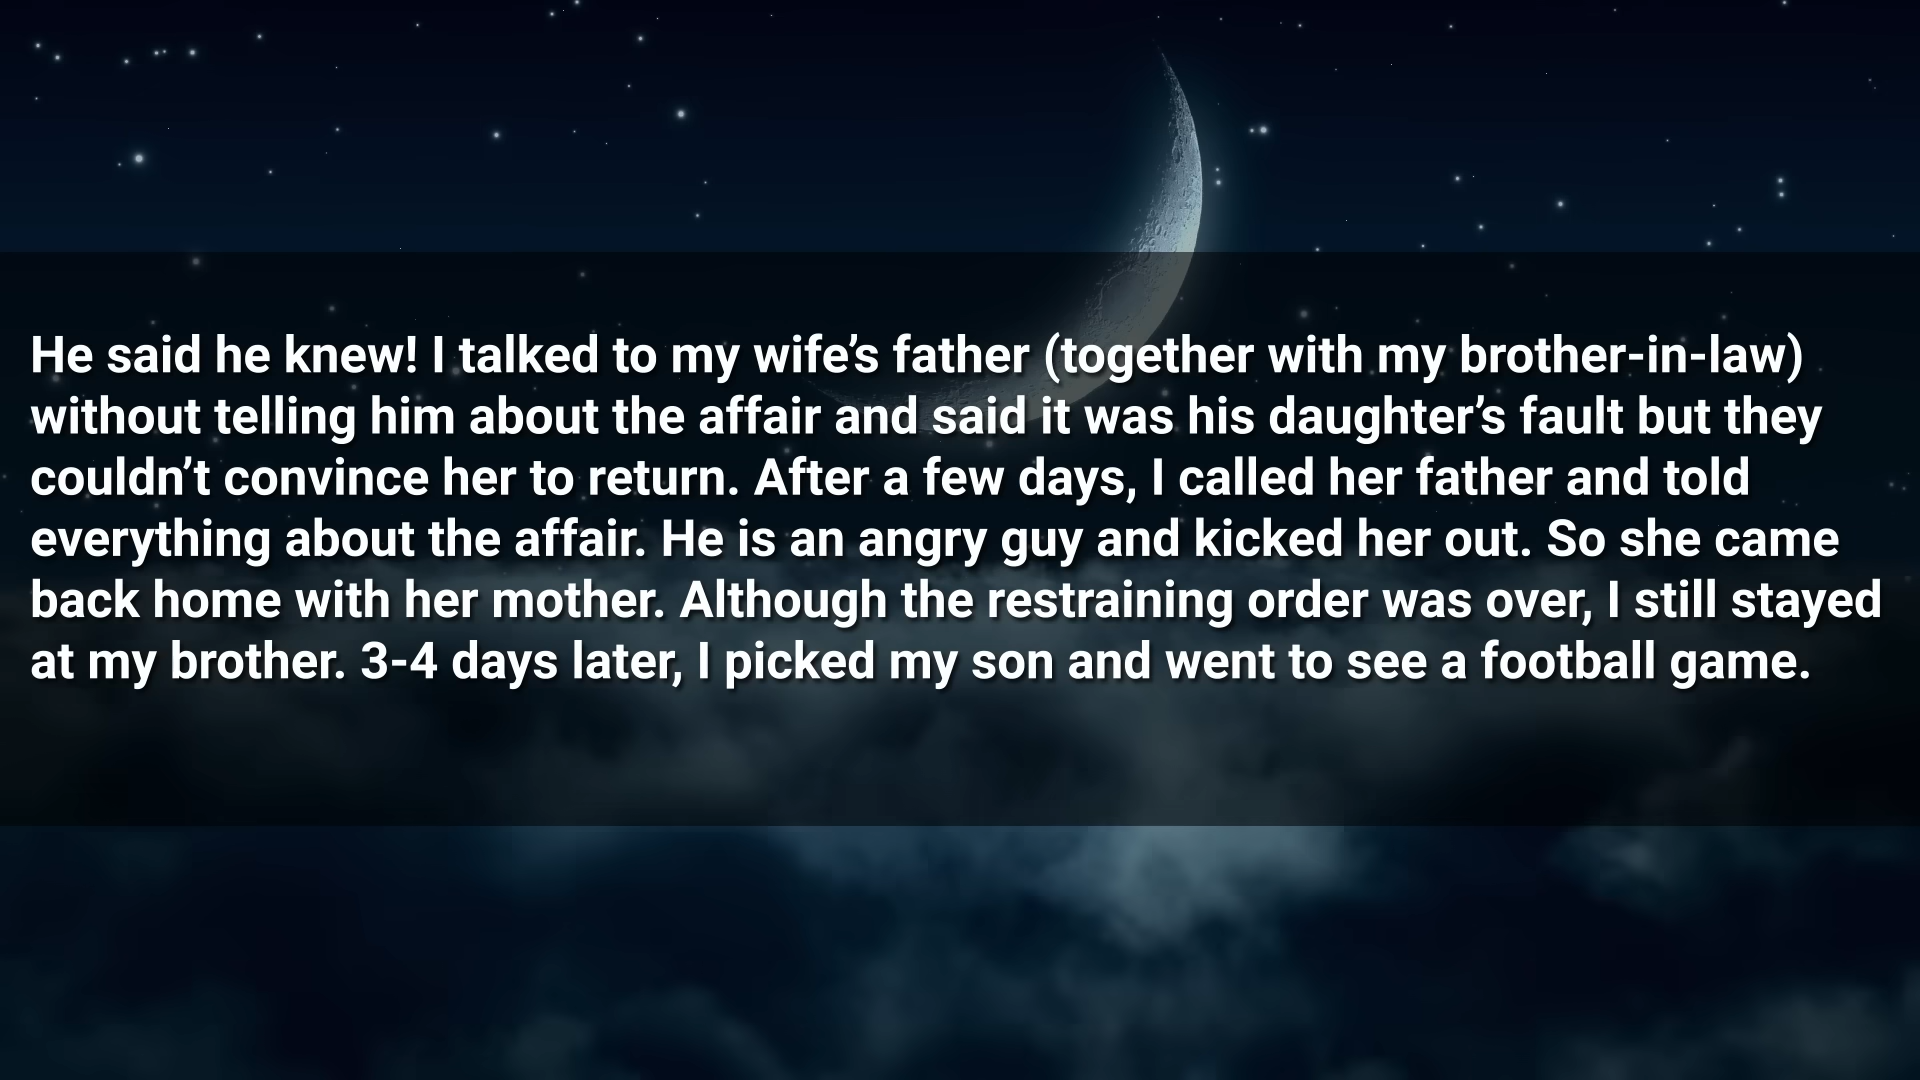 He said he knew! I talked to my wife’s father (together with my brother-in-law)
without telling him about the affair and said it was his daughter’s fault but they
couldn’t convince her to return. After a few days, I called her father and told
everything about the affair. He is an angry guy and kicked her out. So she came
back home with her mother. Although the restraining order was over, I still stayed
at my brother. 3-4 days later, I picked my son and went to see a football game.